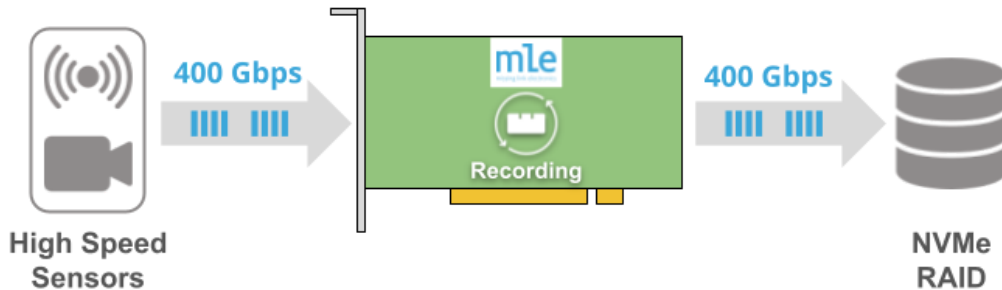 400 Gbps
mle
400 Gbps
Recording
High Speed
Sensors
NVMe
RAID